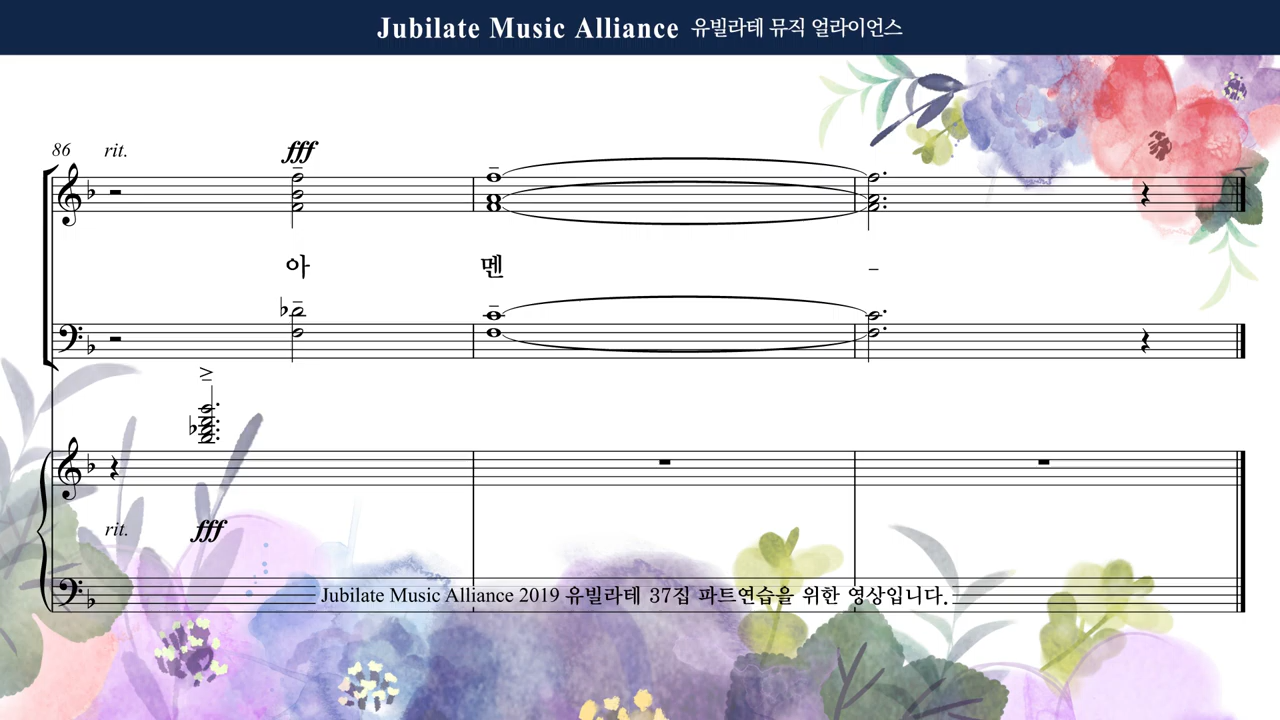 Jubilate Music Alliance 유빌라테 뮤직 얼라이언스
86 rit. fff
아 멘 -
rit. fff
Jubilate Music Alliance 2019 유빌라테 37집 파트연습을 위한 영상입니다.